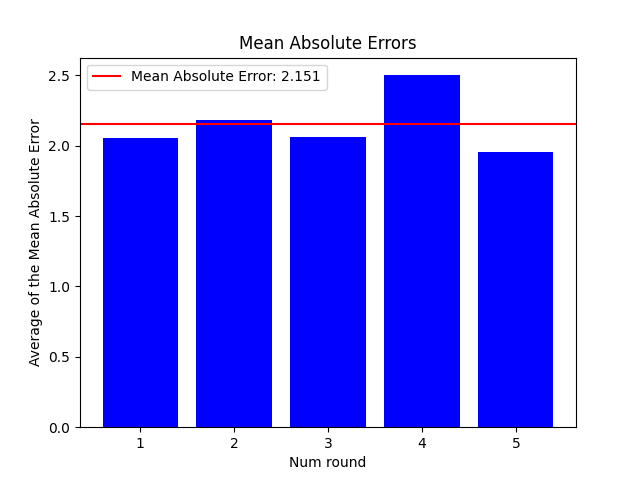 Mean Absolute Errors
Mean Absolute Error: 2.151
Average of the Mean Absolute Error
2.5
2.0
1.5
1.0
0.5
0.0
1 2 3 4 5
Num round